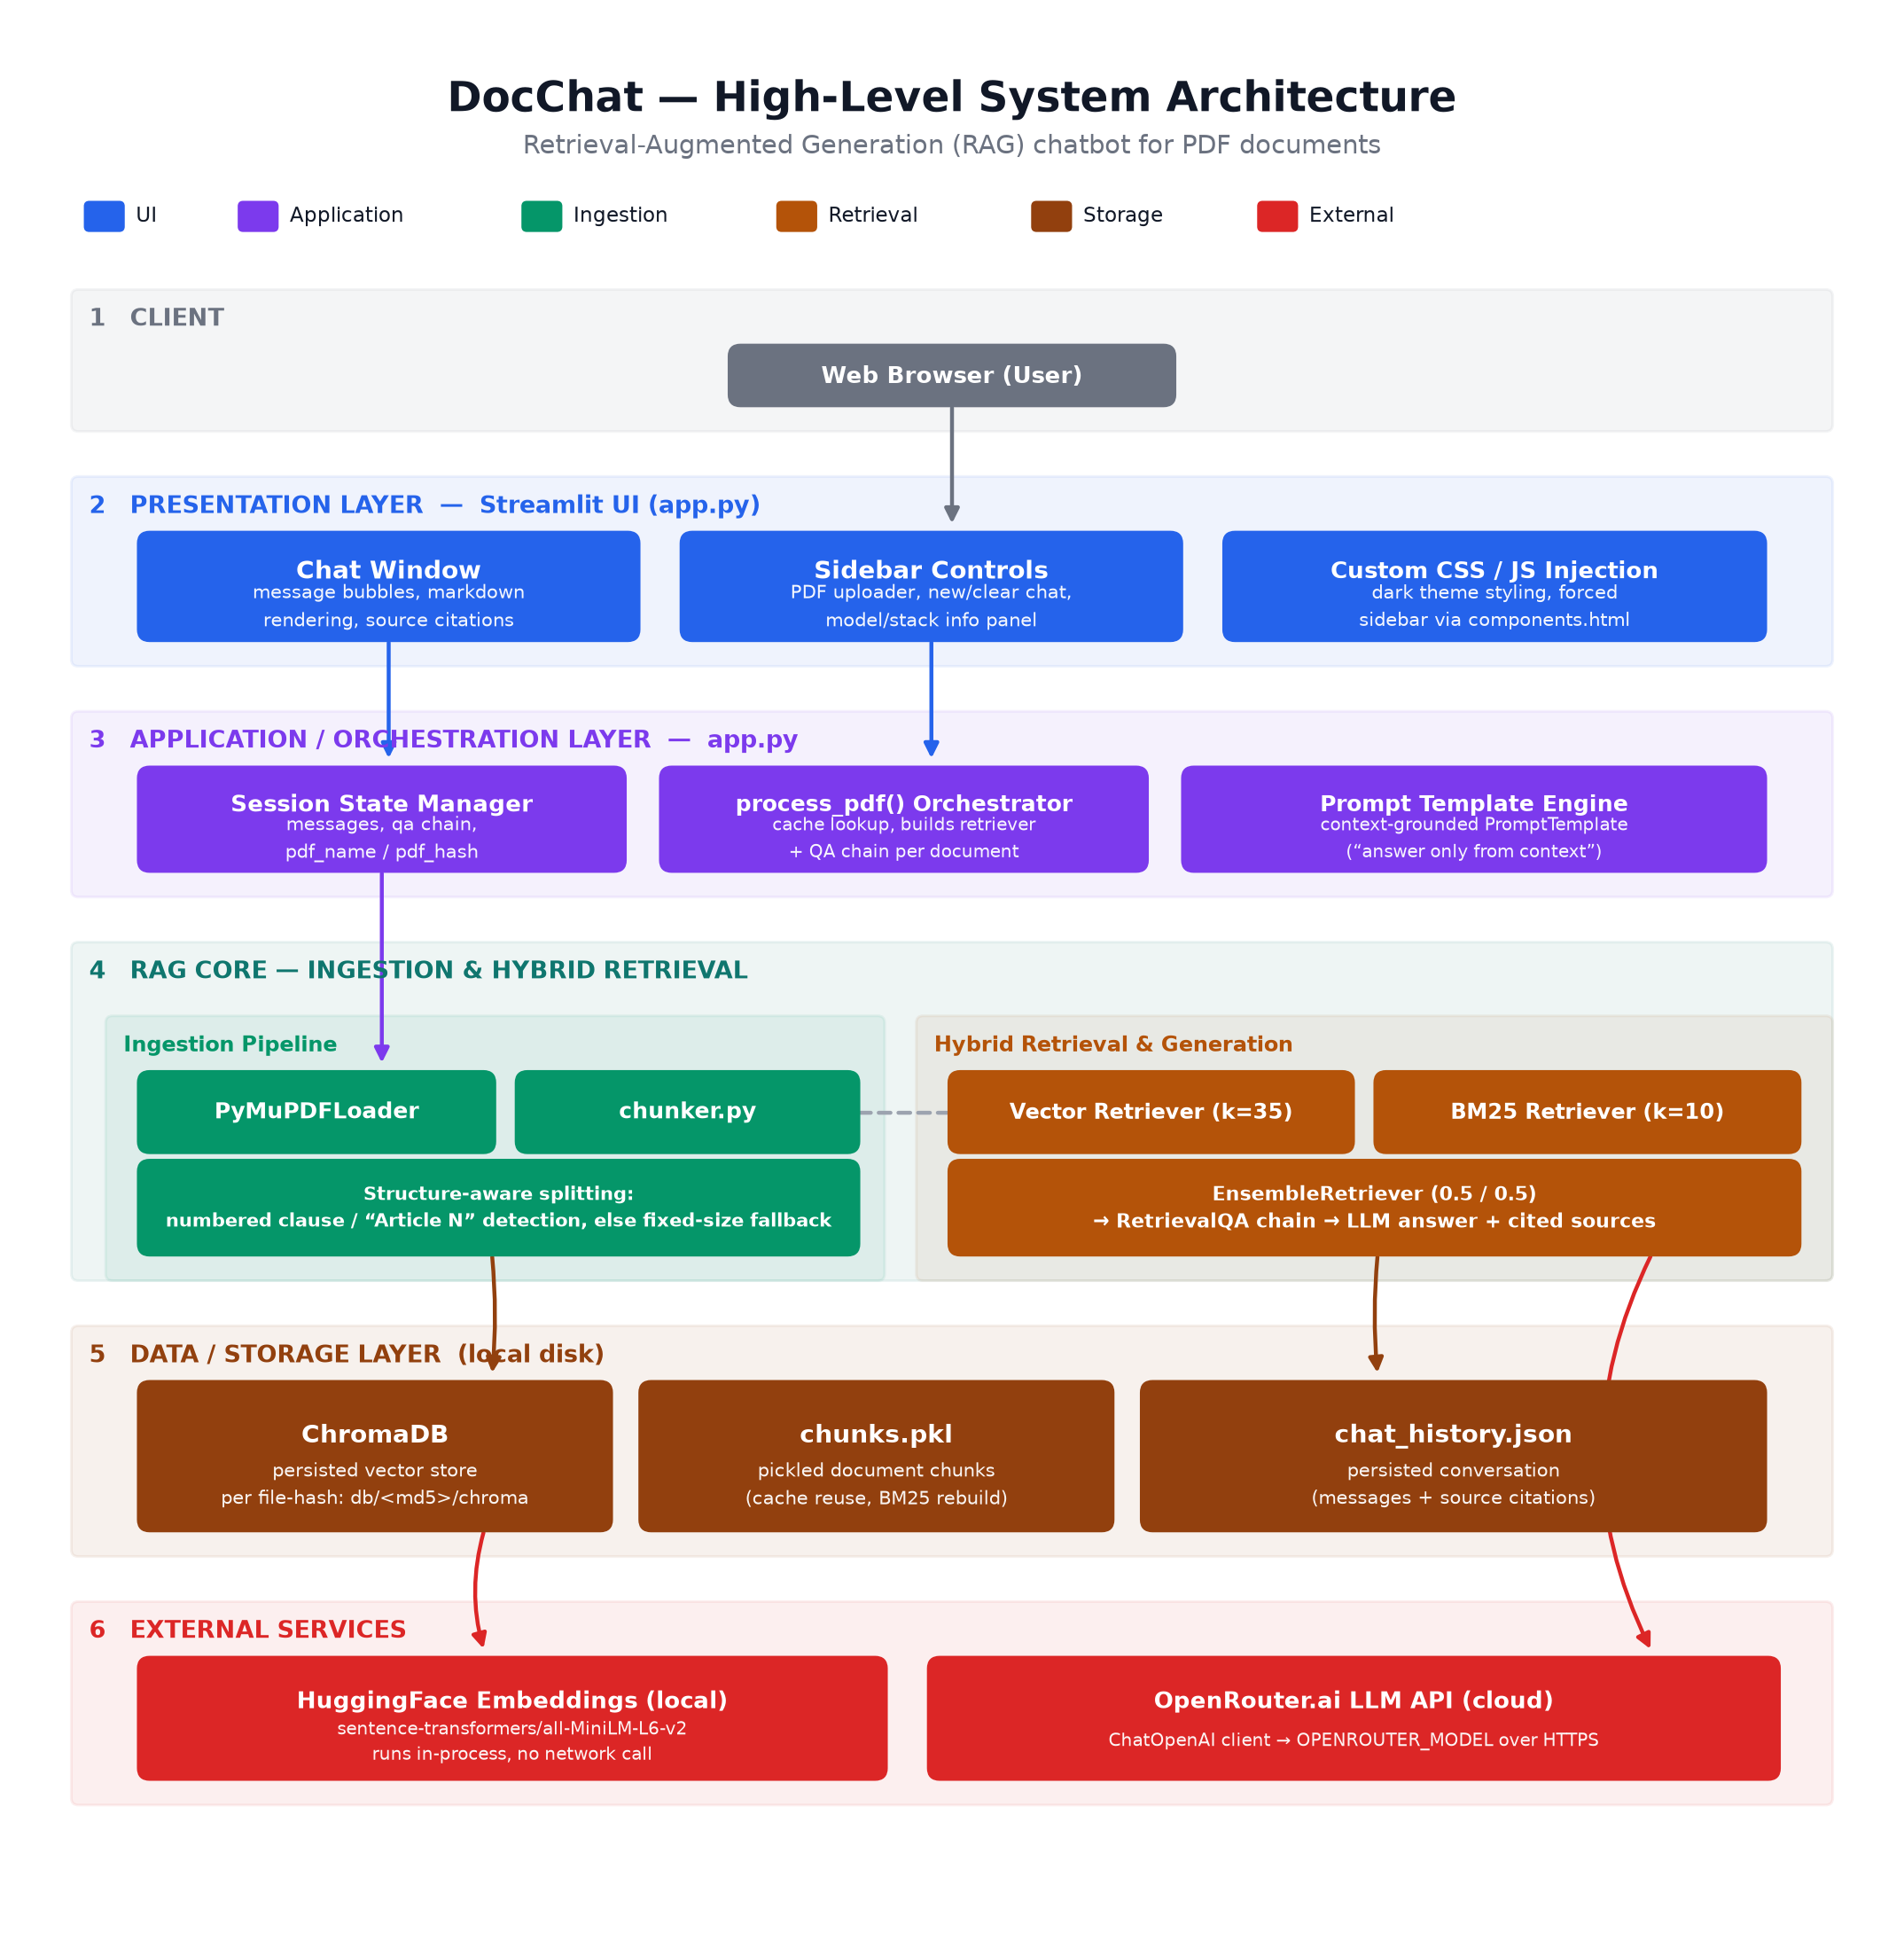 DocChat — High-Level System Architecture
Retrieval-Augmented Generation (RAG) chatbot for PDF documents
UI
Application
Ingestion
Retrieval
Storage
External
1 CLIENT
Web Browser (User)
2 PRESENTATION LAYER — Streamlit UI (app.py)
Chat Window
message bubbles, markdown
rendering, source citations
Sidebar Controls
PDF uploader, new/clear chat,
model/stack info panel
Custom CSS / JS Injection
dark theme styling, forced
sidebar via components.html
3 APPLICATION / ORCHESTRATION LAYER — app.py
Session State Manager
messages, qa chain,
pdf_name / pdf_hash
process_pdf() Orchestrator
cache lookup, builds retriever
+ QA chain per document
Prompt Template Engine
context-grounded PromptTemplate
(“answer only from context”)
4 RAG CORE — INGESTION & HYBRID RETRIEVAL
Ingestion Pipeline
PyMuPDFLoader
chunker.py
Structure-aware splitting:
numbered clause / “Article N” detection, else fixed-size fallback
Hybrid Retrieval & Generation
Vector Retriever (k=35)
BM25 Retriever (k=10)
EnsembleRetriever (0.5 / 0.5)
→ RetrievalQA chain → LLM answer + cited sources
5 DATA / STORAGE LAYER (local disk)
ChromaDB
persisted vector store
per file-hash: db/<md5>/chroma
chunks.pkl
pickled document chunks
(cache reuse, BM25 rebuild)
chat_history.json
persisted conversation
(messages + source citations)
6 EXTERNAL SERVICES
HuggingFace Embeddings (local)
sentence-transformers/all-MiniLM-L6-v2
runs in-process, no network call
OpenRouter.ai LLM API (cloud)
ChatOpenAI client → OPENROUTER_MODEL over HTTPS